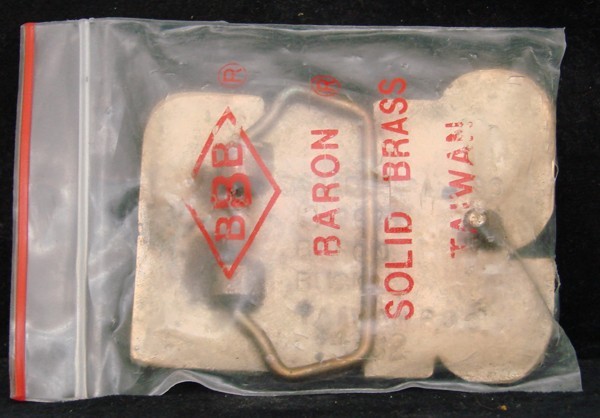 BBB ®
BARON ®
SOLID BRASS
TAIWAN